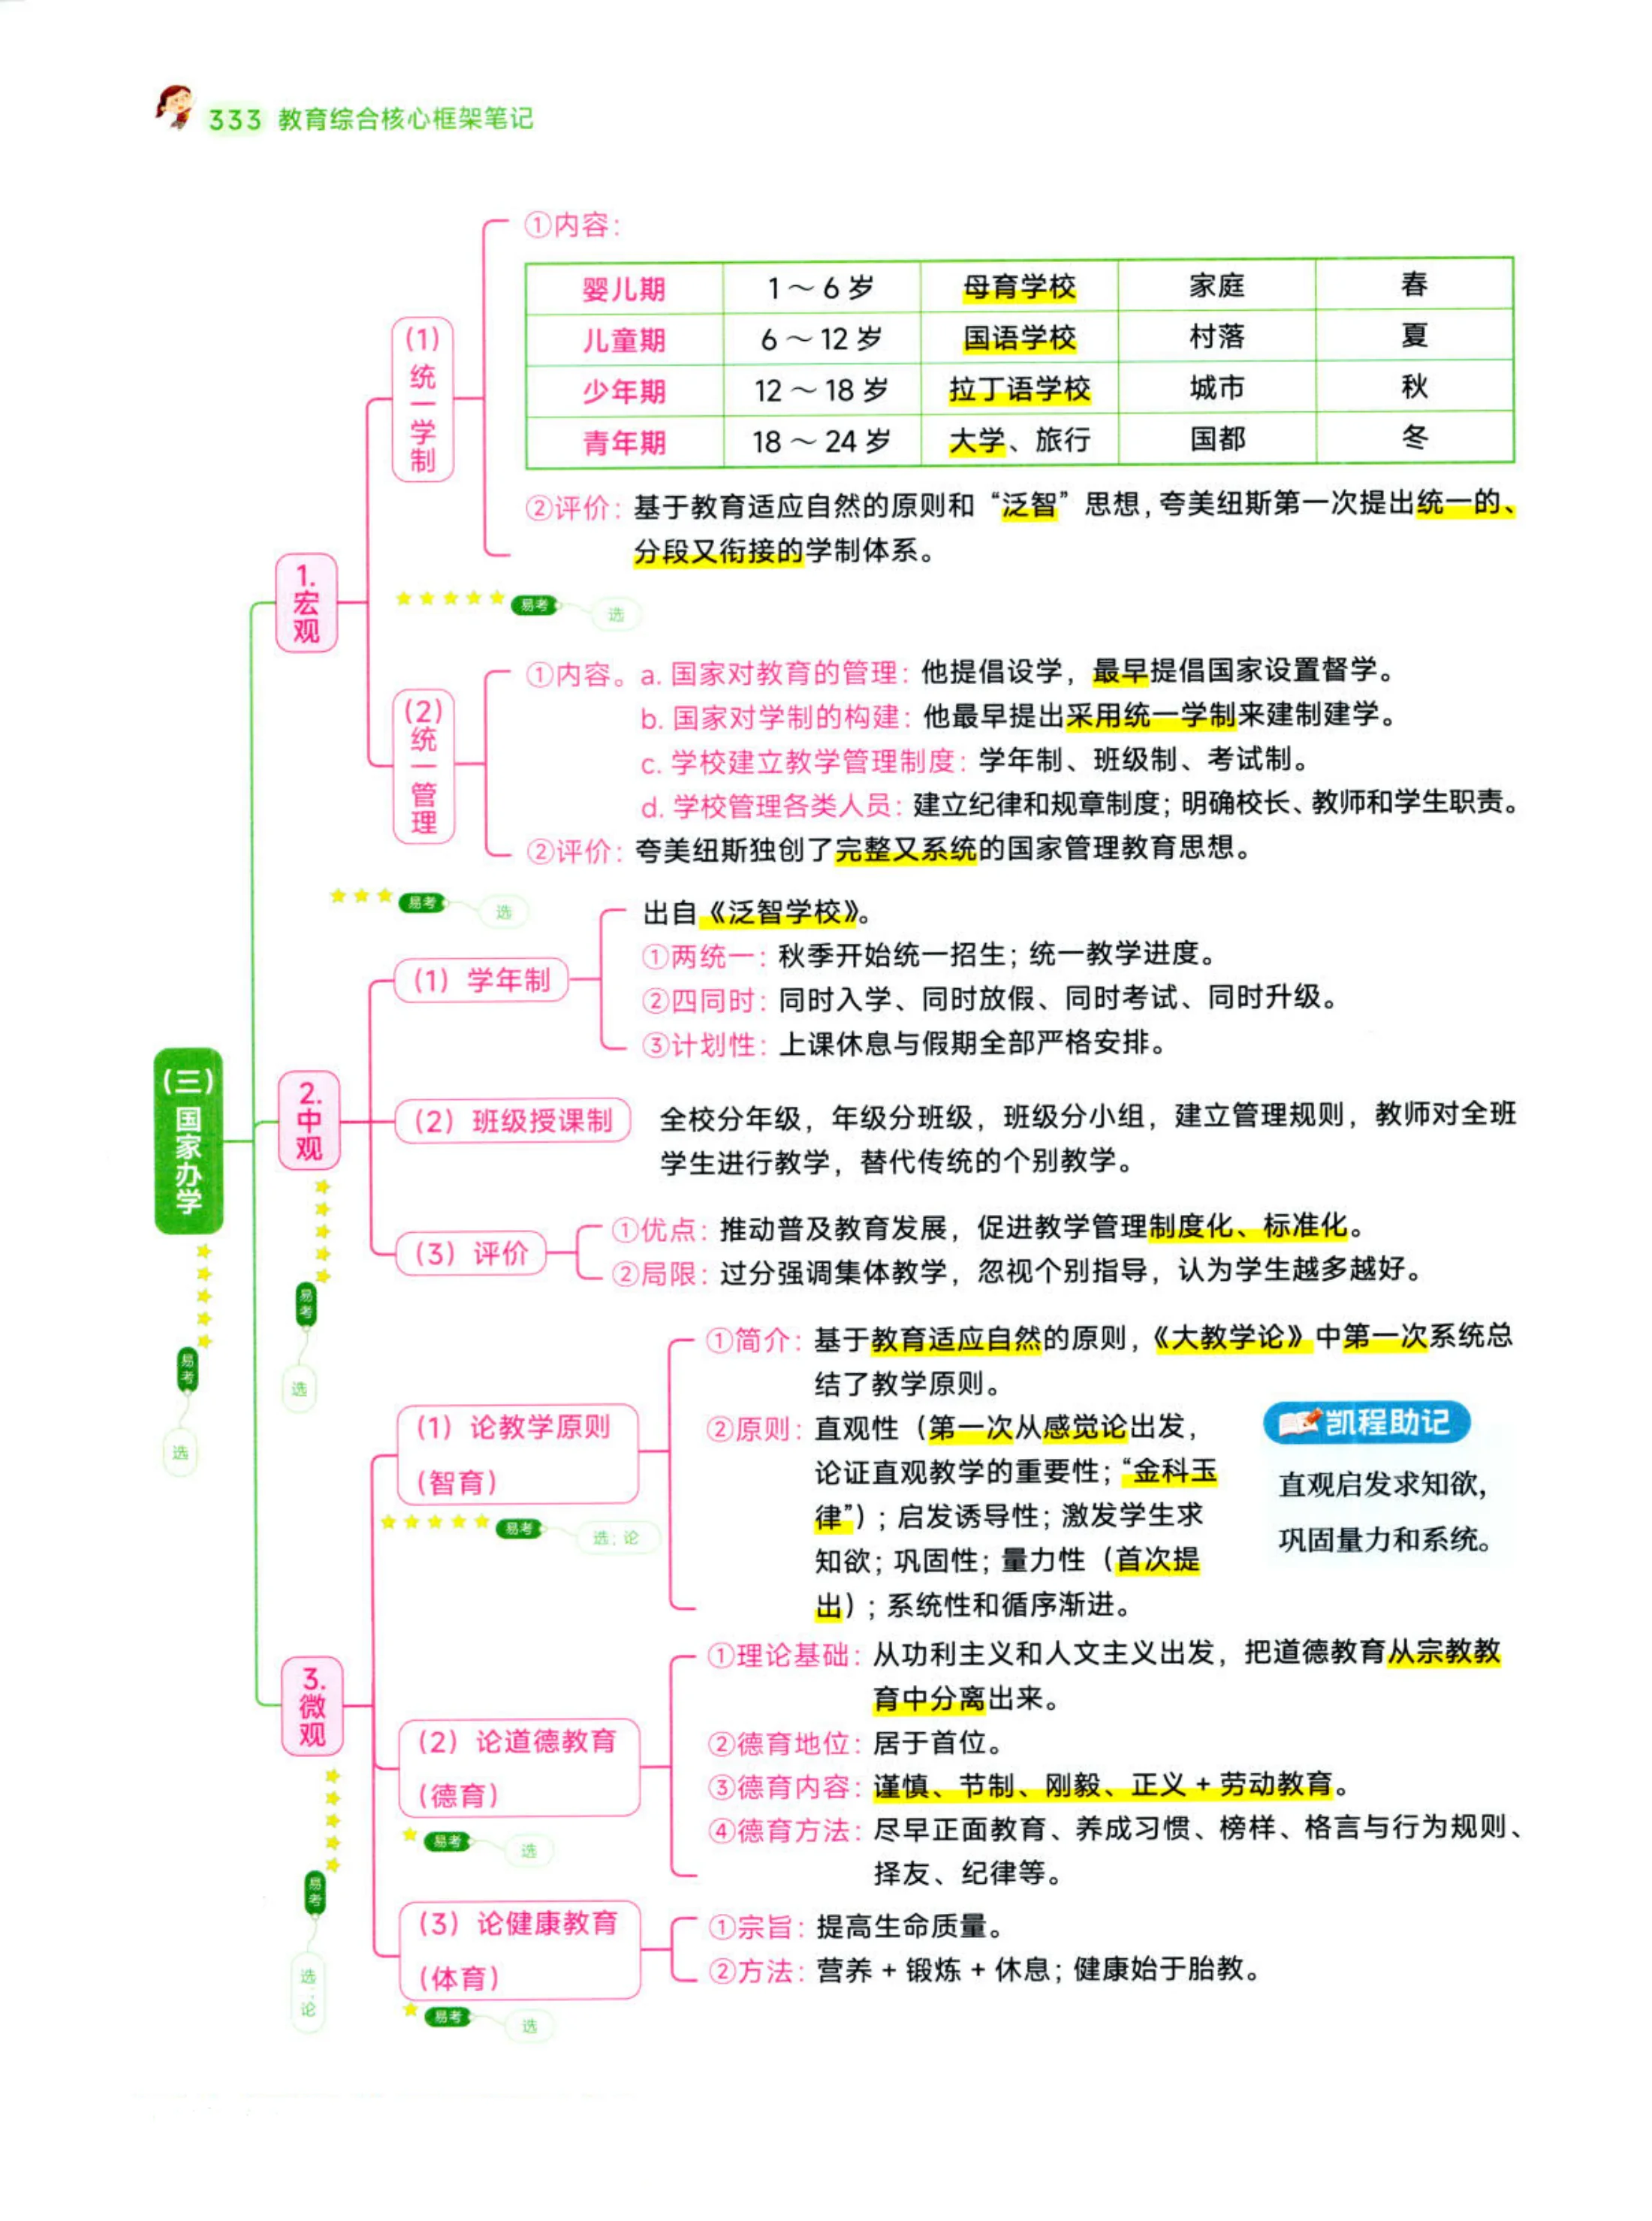 333 教育综合核心框架笔记
(三)国家办学
易考
选
1.宏观
(1)统一学制
①内容：
婴儿期 1～6岁 母育学校 家庭 春
儿童期 6～12岁 国语学校 村落 夏
少年期 12～18岁 拉丁语学校 城市 秋
青年期 18～24岁 大学、旅行 国都 冬
②评价：基于教育适应自然的原则和“泛智”思想，夸美纽斯第一次提出统一的、
分段又衔接的学制体系。
易考 选
(2)统一管理
①内容。a. 国家对教育的管理：他提倡设学，最早提倡国家设置督学。
b. 国家对学制的构建：他最早提出采用统一学制来建制建学。
c. 学校建立教学管理制度：学年制、班级制、考试制。
d. 学校管理各类人员：建立纪律和规章制度；明确校长、教师和学生职责。
②评价：夸美纽斯独创了完整又系统的国家管理教育思想。
易考 选
2.中观
易考
选
(1) 学年制
出自《泛智学校》。
①两统一：秋季开始统一招生；统一教学进度。
②四同时：同时入学、同时放假、同时考试、同时升级。
③计划性：上课休息与假期全部严格安排。
(2) 班级授课制
全校分年级，年级分班级，班级分小组，建立管理规则，教师对全班
学生进行教学，替代传统的个别教学。
(3) 评价
①优点：推动普及教育发展，促进教学管理制度化、标准化。
②局限：过分强调集体教学，忽视个别指导，认为学生越多越好。
3.微观
易考
选；论
(1) 论教学原则
(智育)
易考 选；论
①简介：基于教育适应自然的原则，《大教学论》中第一次系统总
结了教学原则。
②原则：直观性（第一次从感觉论出发，
论证直观教学的重要性；“金科玉
律”）；启发诱导性；激发学生求
知欲；巩固性；量力性（首次提
出）；系统性和循序渐进。
凯程助记
直观启发求知欲，
巩固量力和系统。
(2) 论道德教育
(德育)
易考 选
①理论基础：从功利主义和人文主义出发，把道德教育从宗教教
育中分离出来。
②德育地位：居于首位。
③德育内容：谨慎、节制、刚毅、正义 + 劳动教育。
④德育方法：尽早正面教育、养成习惯、榜样、格言与行为规则、
择友、纪律等。
(3) 论健康教育
(体育)
易考 选
①宗旨：提高生命质量。
②方法：营养 + 锻炼 + 休息；健康始于胎教。